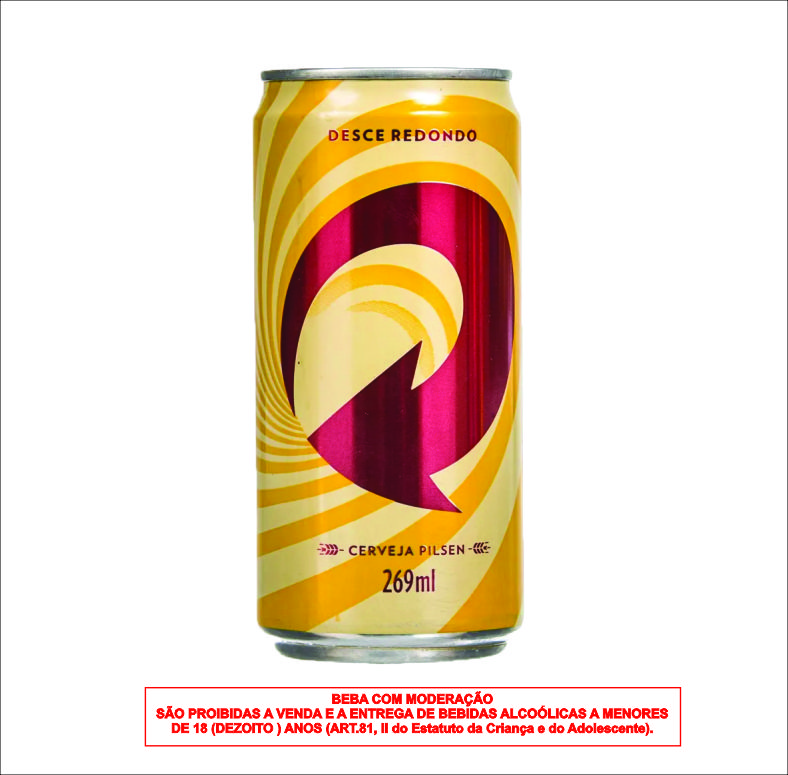 DESCE REDONDO
CERVEJA PILSEN
269ml
BEBA COM MODERAÇÃO
SÃO PROIBIDAS A VENDA E A ENTREGA DE BEBIDAS ALCOÓLICAS A MENORES
DE 18 (DEZOITO ) ANOS (ART.81, II do Estatuto da Criança e do Adolescente).